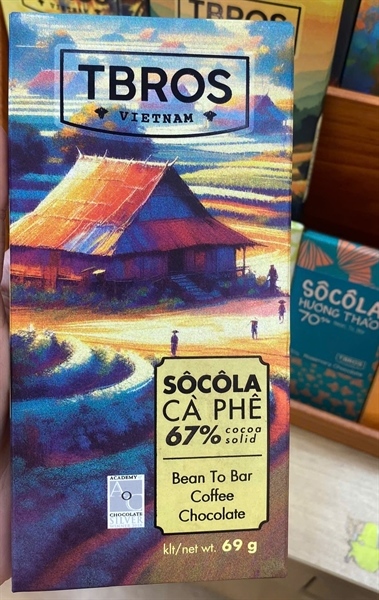 TBROS
VIETNAM
SÔCÔLA
CÀ PHÊ
67% cocoa
solid
Bean To Bar
Coffee
Chocolate
klt/net wt. 69 g
ACADEMY
AOC
CHOCOLATE
SILVER
SÔCÔLA
HƯƠNG THẢO
70%
TBROS